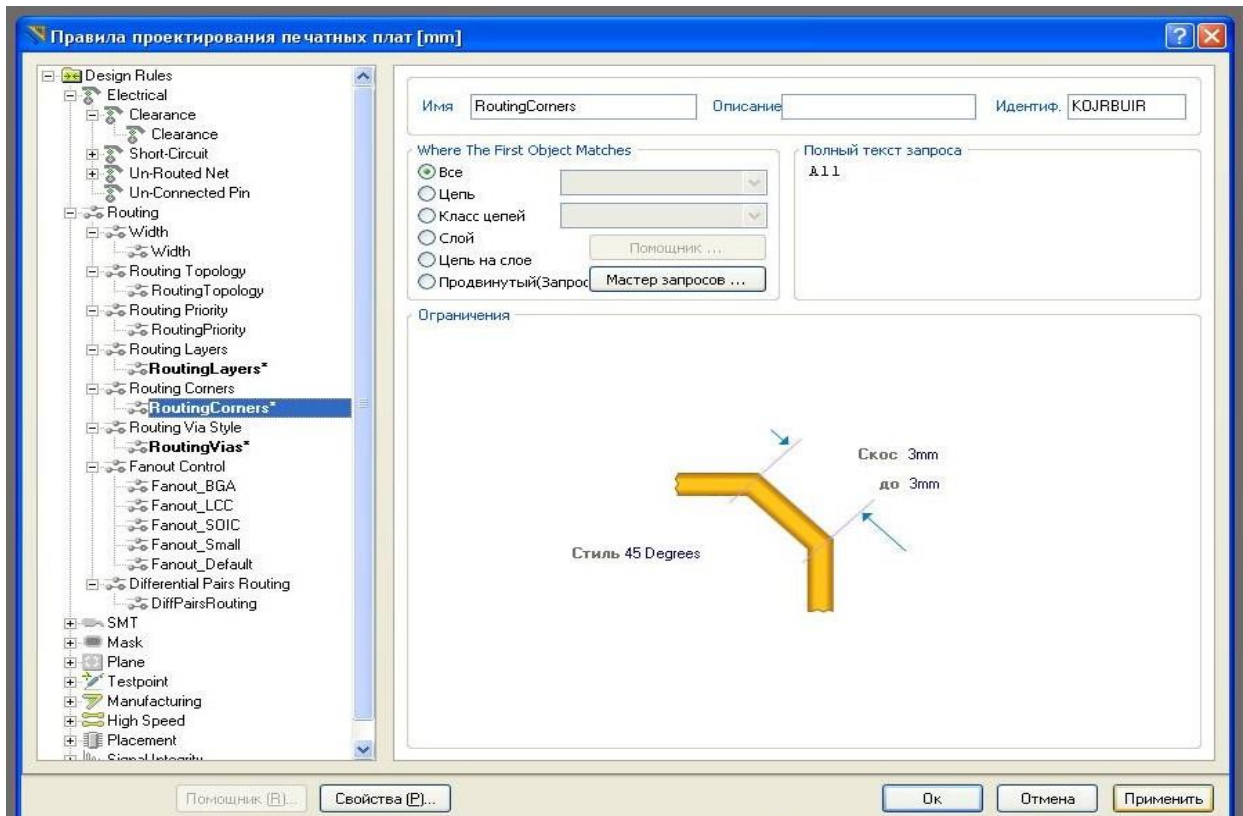 Правила проектирования печатных плат [mm]
Design Rules
Electrical
Clearance
Clearance
Short-Circuit
Un-Routed Net
Un-Connected Pin
Routing
Width
Width
Routing Topology
RoutingTopology
Routing Priority
RoutingPriority
Routing Layers
RoutingLayers*
Routing Corners
RoutingCorners*
Routing Via Style
RoutingVias*
Fanout Control
Fanout_BGA
Fanout_LCC
Fanout_SOIC
Fanout_Small
Fanout_Default
Differential Pairs Routing
DiffPairsRouting
SMT
Mask
Plane
Testpoint
Manufacturing
High Speed
Placement
Signal Integrity
Имя RoutingCorners Описание Идентиф. KOJRBUIR
Where The First Object Matches
Все
Цепь
Класс цепей
Слой
Цепь на слое
Продвинутый(Запрос
Помощник ...
Мастер запросов ...
Полный текст запроса
All
Ограничения
Скос 3mm
до 3mm
Стиль 45 Degrees
Помощник (R)... Свойства (P)... Ок Отмена Применить